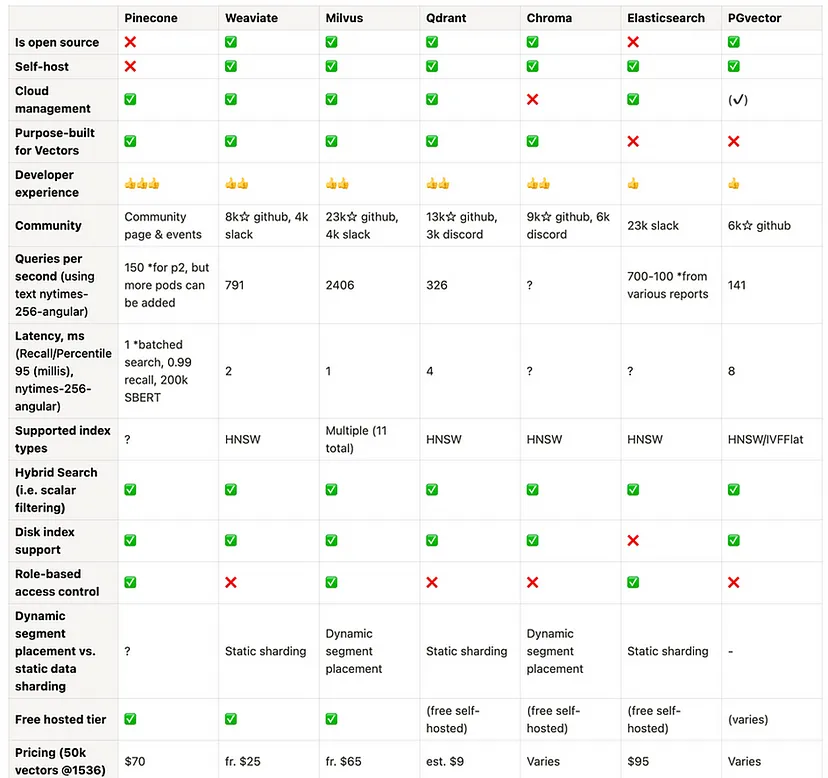 Pinecone Weaviate Milvus Qdrant Chroma Elasticsearch PGvector
Is open source ❌ ✅ ✅ ✅ ✅ ❌ ✅
Self-host ❌ ✅ ✅ ✅ ✅ ✅ ✅
Cloud
management ✅ ✅ ✅ ✅ ❌ ✅ (✔)
Purpose-built
for Vectors ✅ ✅ ✅ ✅ ✅ ❌ ❌
Developer
experience 👍👍👍 👍👍 👍👍 👍👍 👍👍 👍 👍
Community
Community
page & events
8k☆ github, 4k
slack
23k☆ github,
4k slack
13k☆ github,
3k discord
9k☆ github, 6k
discord
23k slack
6k☆ github
Queries per
second (using
text nytimes-
256-angular)
150 *for p2, but
more pods can
be added
791
2406
326
?
700-100 *from
various reports
141
Latency, ms
(Recall/Percentile
95 (millis),
nytimes-256-
angular)
1 *batched
search, 0.99
recall, 200k
SBERT
2
1
4
?
?
8
Supported index
types
?
HNSW
Multiple (11
total)
HNSW
HNSW
HNSW
HNSW/IVFFlat
Hybrid Search
(i.e. scalar
filtering)
✅ ✅ ✅ ✅ ✅ ✅ ✅
Disk index
support
✅ ✅ ✅ ✅ ✅ ❌ ✅
Role-based
access control
✅ ❌ ✅ ❌ ❌ ✅ ❌
Dynamic
segment
placement vs.
static data
sharding
?
Static sharding
Dynamic
segment
placement
Static sharding
Dynamic
segment
placement
Static sharding
-
Free hosted tier
✅ ✅ ✅
(free self-
hosted)
(free self-
hosted)
(free self-
hosted)
(varies)
Pricing (50k
vectors @1536)
$70
fr. $25
fr. $65
est. $9
Varies
$95
Varies